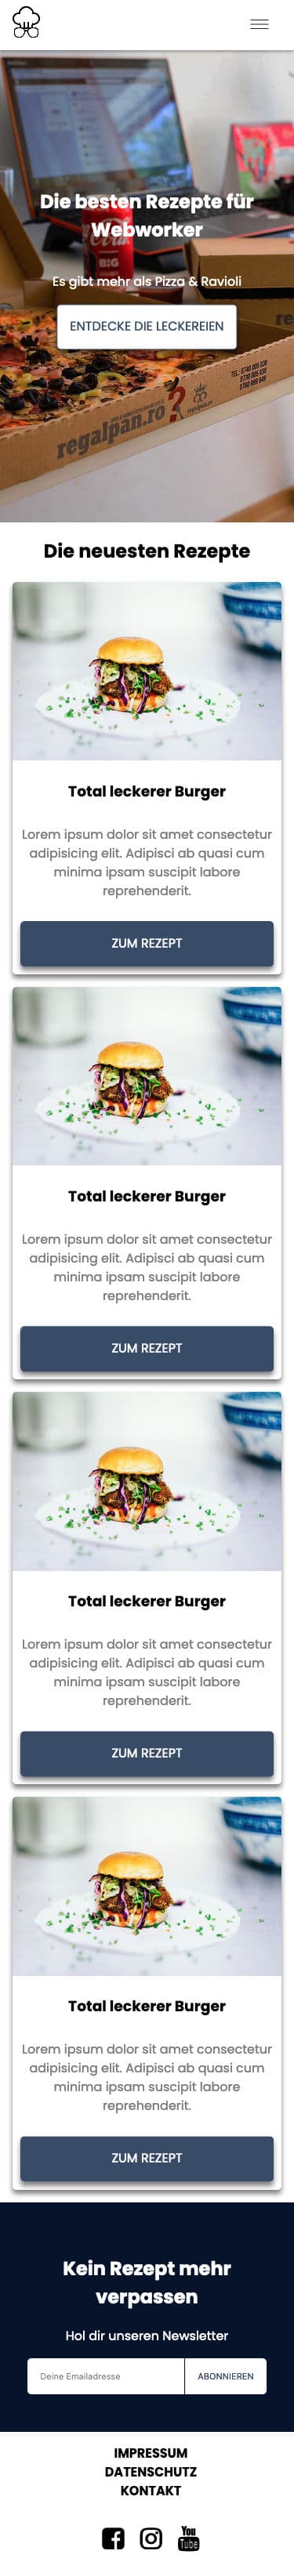 Die besten Rezepte für
Webworker
Es gibt mehr als Pizza & Ravioli
ENTDECKE DIE LECKEREIEN
regalpan.ro
?
regalpan.ro
Die neuesten Rezepte
Total leckerer Burger
Lorem ipsum dolor sit amet consectetur
adipisicing elit. Adipisci ab quasi cum
minima ipsam suscipit labore
reprehenderit.
ZUM REZEPT
Total leckerer Burger
Lorem ipsum dolor sit amet consectetur
adipisicing elit. Adipisci ab quasi cum
minima ipsam suscipit labore
reprehenderit.
ZUM REZEPT
Total leckerer Burger
Lorem ipsum dolor sit amet consectetur
adipisicing elit. Adipisci ab quasi cum
minima ipsam suscipit labore
reprehenderit.
ZUM REZEPT
Total leckerer Burger
Lorem ipsum dolor sit amet consectetur
adipisicing elit. Adipisci ab quasi cum
minima ipsam suscipit labore
reprehenderit.
ZUM REZEPT
Kein Rezept mehr
verpassen
Hol dir unseren Newsletter
Deine Emailadresse
ABONNIEREN
IMPRESSUM
DATENSCHUTZ
KONTAKT
You
Tube